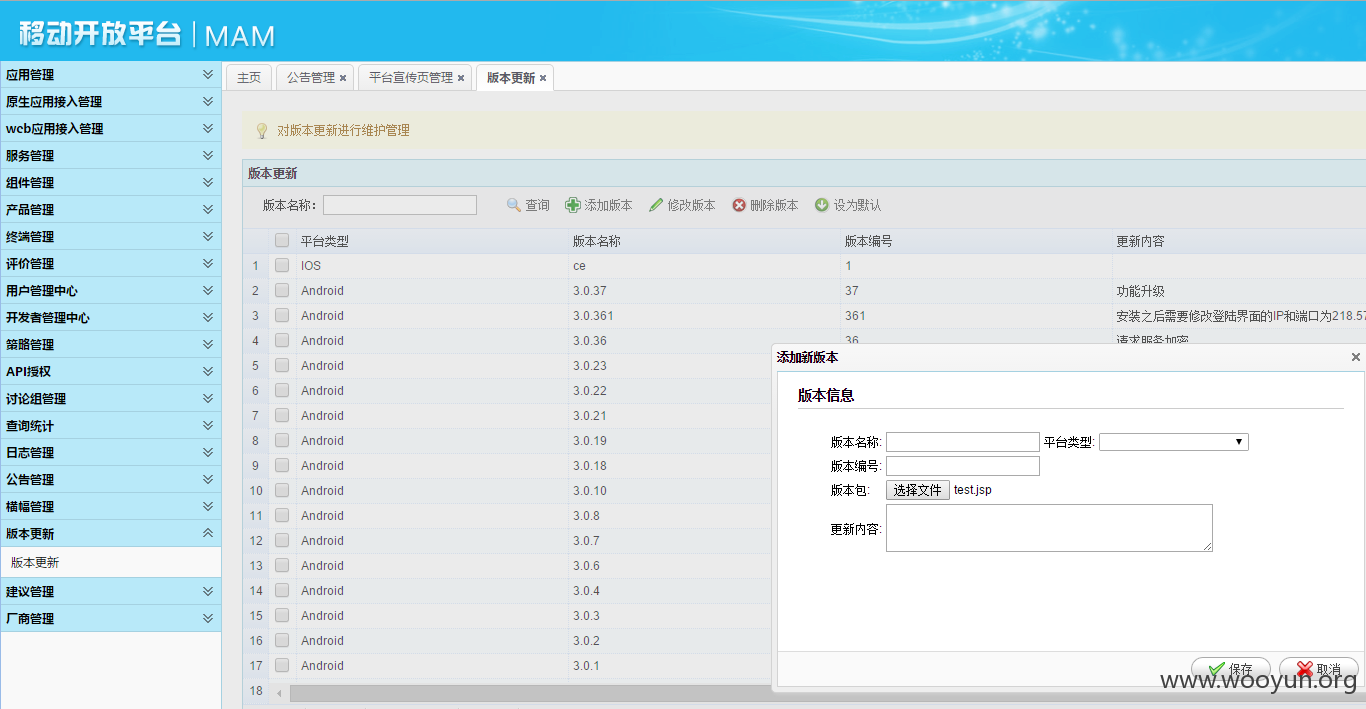 移动开放平台 | MAM
应用管理
原生应用接入管理
web应用接入管理
服务管理
组件管理
产品管理
终端管理
评价管理
用户管理中心
开发者管理中心
策略管理
API授权
讨论组管理
查询统计
日志管理
公告管理
横幅管理
版本更新
版本更新
建议管理
厂商管理
主页 公告管理 × 平台宣传页管理 × 版本更新 ×
对版本更新进行维护管理
版本更新
版本名称： 查询 添加版本 修改版本 删除版本 设为默认
平台类型 版本名称 版本编号 更新内容
1 IOS ce 1
2 Android 3.0.37 37 功能升级
3 Android 3.0.361 361 安装之后需要修改登陆界面的IP和端口为218.57
4 Android 3.0.36 36 请求服务加密
5 Android 3.0.23
6 Android 3.0.22
7 Android 3.0.21
8 Android 3.0.19
9 Android 3.0.18
10 Android 3.0.10
11 Android 3.0.8
12 Android 3.0.7
13 Android 3.0.6
14 Android 3.0.4
15 Android 3.0.3
16 Android 3.0.2
17 Android 3.0.1
18
添加新版本 ×
版本信息
版本名称: 平台类型:
版本编号:
版本包: 选择文件 test.jsp
更新内容:
保存 取消
www.wooyun.org